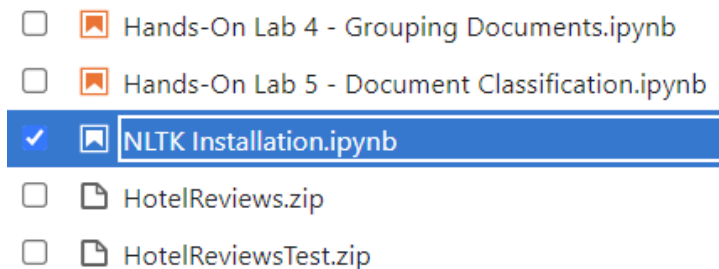 Hands-On Lab 4 - Grouping Documents.ipynb
Hands-On Lab 5 - Document Classification.ipynb
NLTK Installation.ipynb
HotelReviews.zip
HotelReviewsTest.zip